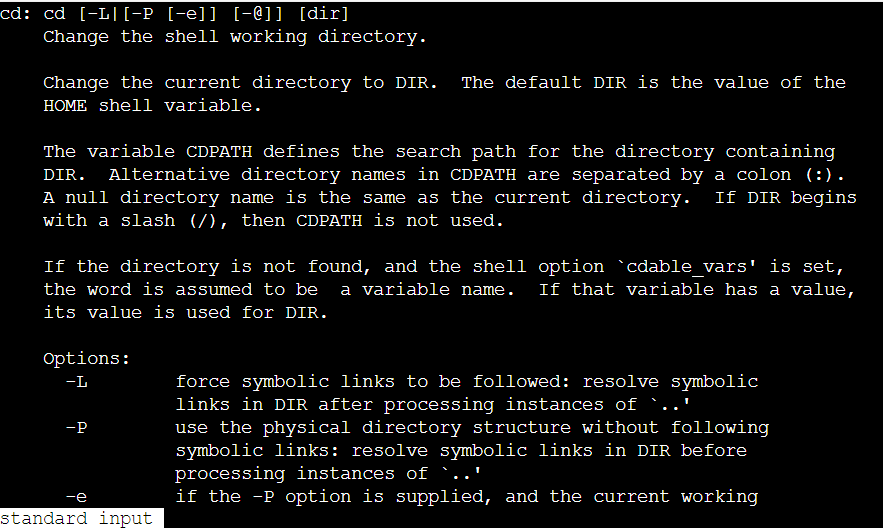 cd: cd [-L|[-P [-e]] [-@]] [dir]
    Change the shell working directory.

    Change the current directory to DIR.  The default DIR is the value of the
    HOME shell variable.

    The variable CDPATH defines the search path for the directory containing
    DIR.  Alternative directory names in CDPATH are separated by a colon (:).
    A null directory name is the same as the current directory.  If DIR begins
    with a slash (/), then CDPATH is not used.

    If the directory is not found, and the shell option `cdable_vars' is set,
    the word is assumed to be  a variable name.  If that variable has a value,
    its value is used for DIR.

    Options:
      -L        force symbolic links to be followed: resolve symbolic
                links in DIR after processing instances of `..'
      -P        use the physical directory structure without following
                symbolic links: resolve symbolic links in DIR before
                processing instances of `..'
      -e        if the -P option is supplied, and the current working
standard input